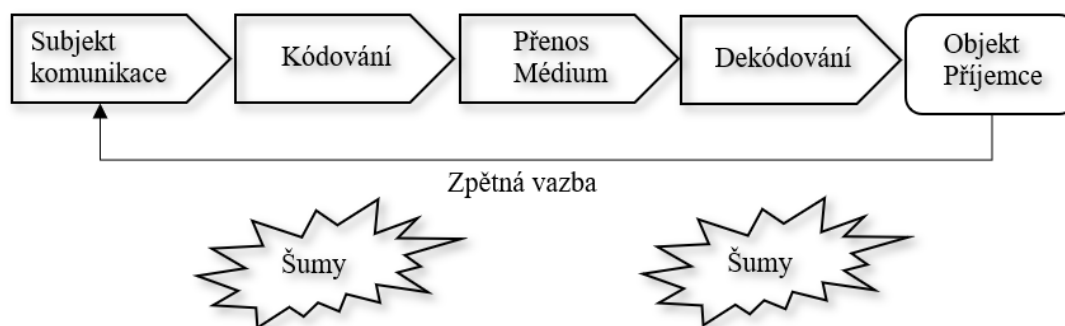 Subjekt
komunikace
Kódování
Přenos
Médium
Dekódování
Objekt
Příjemce
Zpětná vazba
Šumy
Šumy